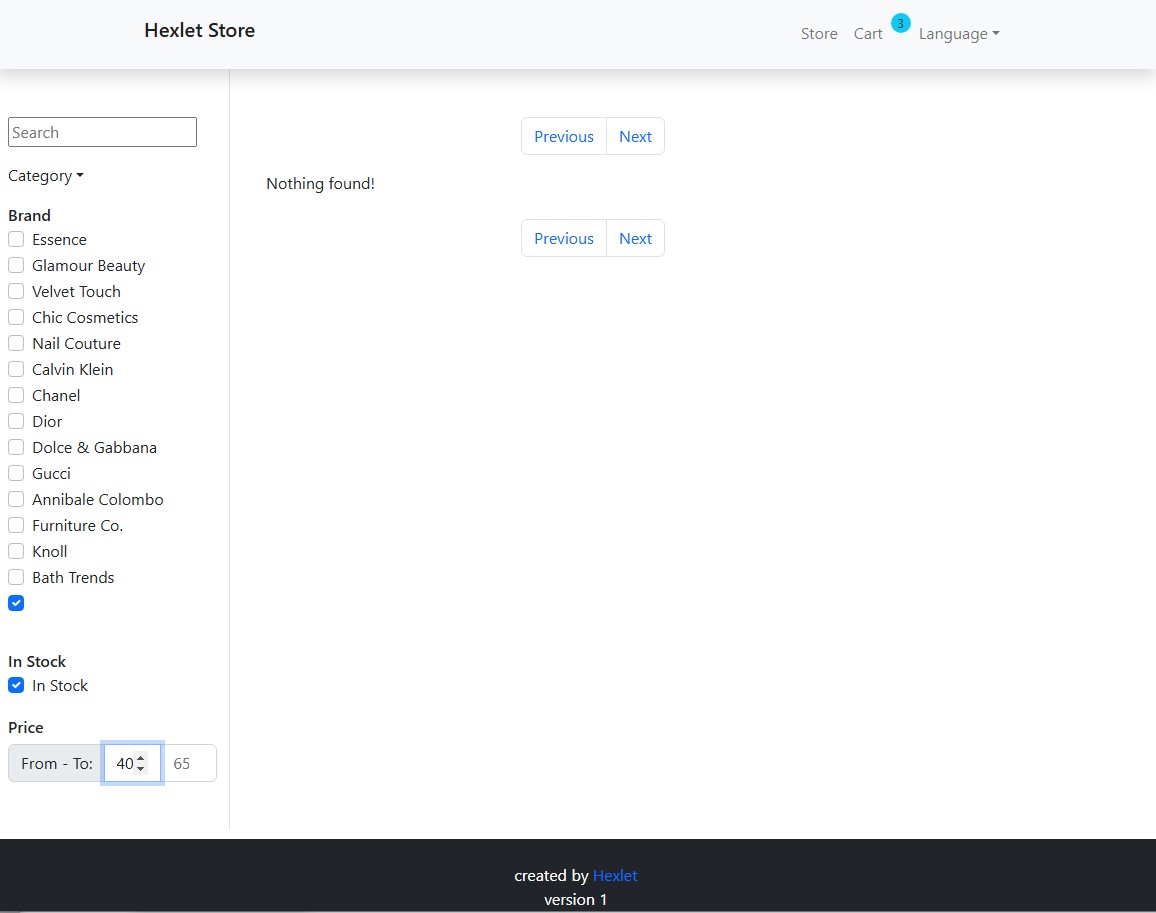 Hexlet Store
Store Cart 3 Language
Search
Category
Brand
Essence
Glamour Beauty
Velvet Touch
Chic Cosmetics
Nail Couture
Calvin Klein
Chanel
Dior
Dolce & Gabbana
Gucci
Annibale Colombo
Furniture Co.
Knoll
Bath Trends
In Stock
In Stock
Price
From - To: 40 65
Previous Next
Nothing found!
Previous Next
created by Hexlet
version 1